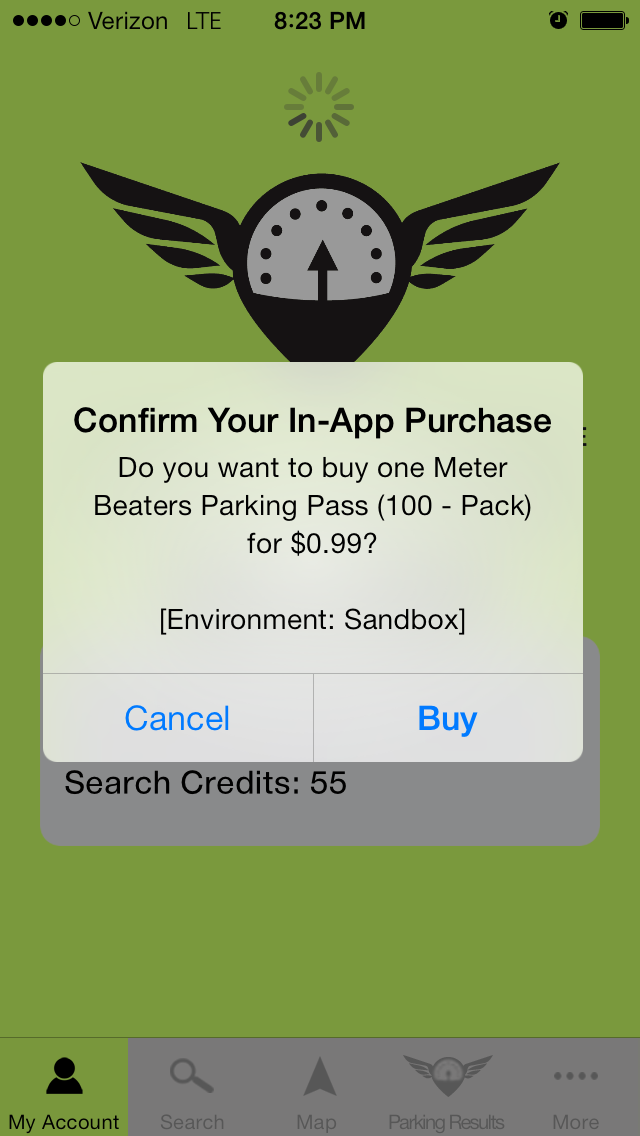 Verizon LTE 8:23 PM
Confirm Your In-App Purchase
E
Do you want to buy one Meter
Beaters Parking Pass (100 - Pack)
for $0.99?
[Environment: Sandbox]
Cancel Buy
Search Credits: 55
My Account Search Map Parking Results More